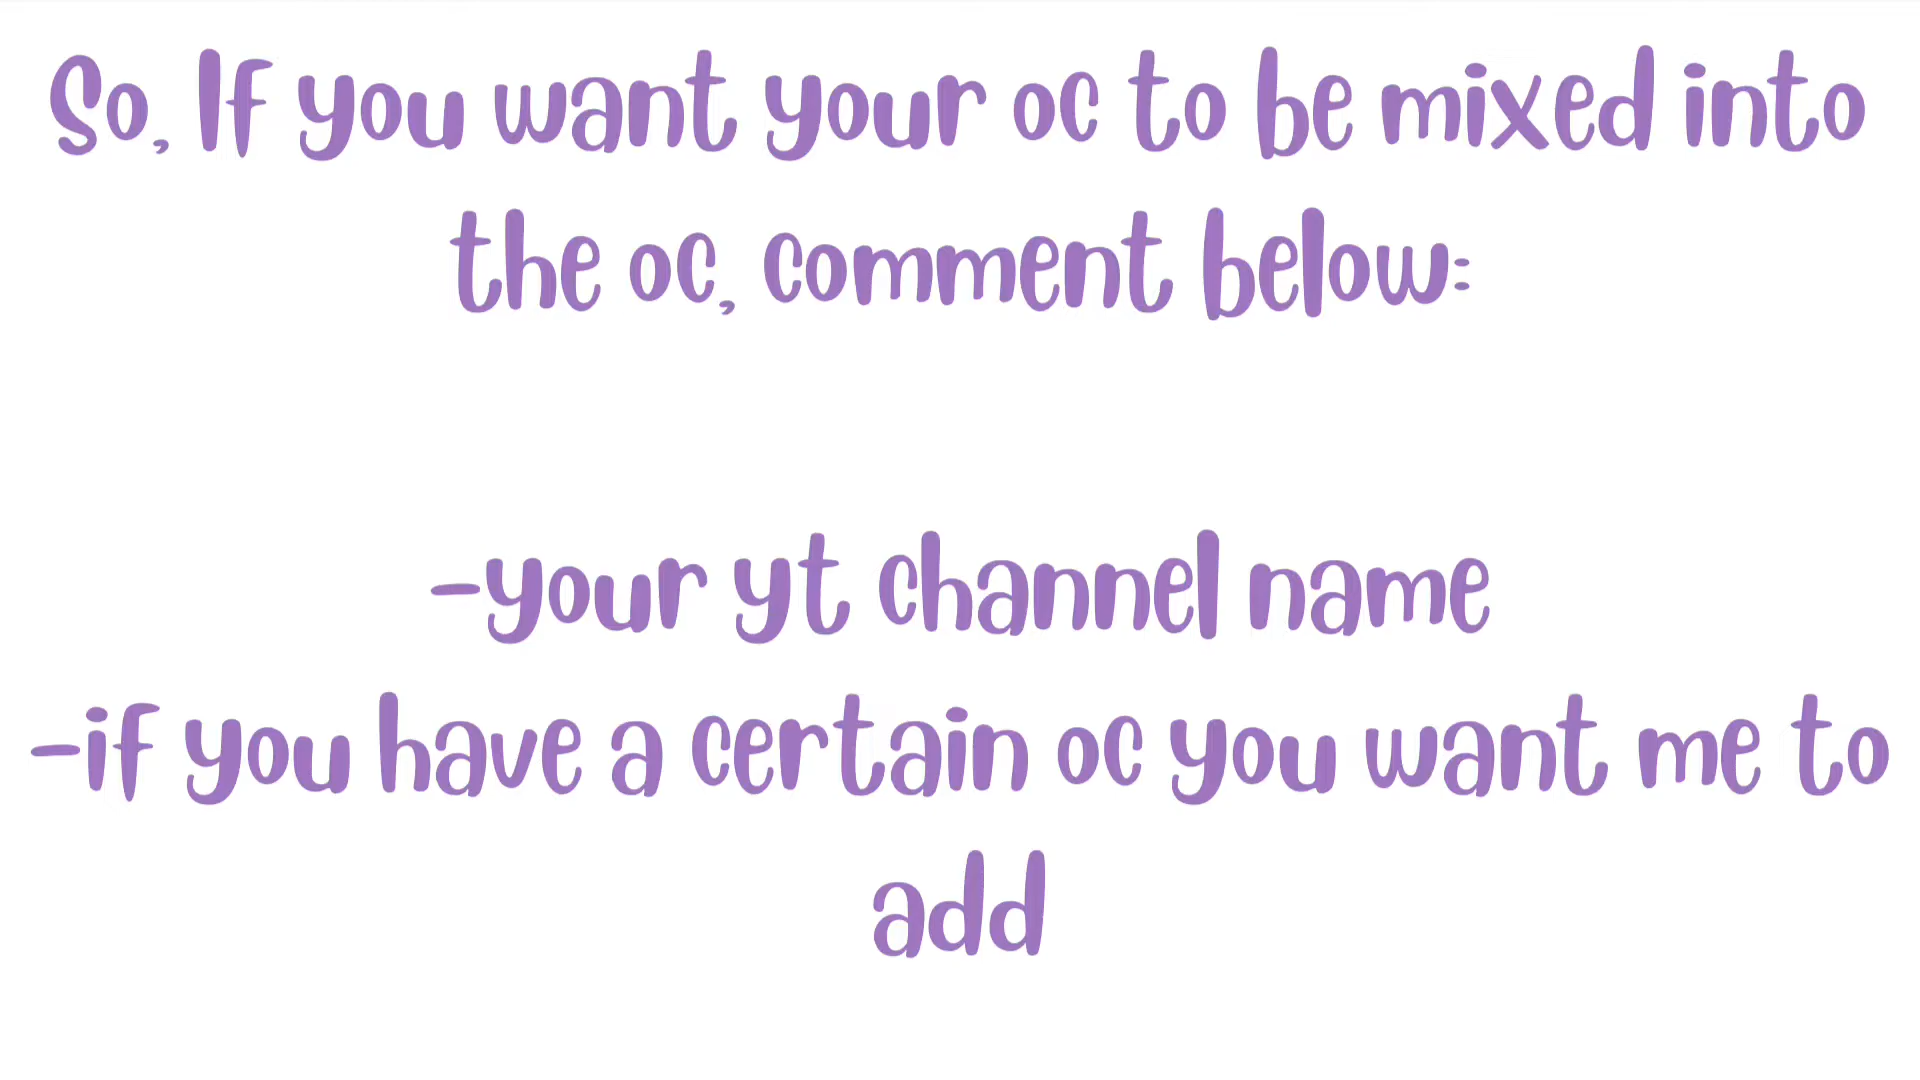 So, If you want your oc to be mixed into
the oc, comment below:
-your yt channel name
-if you have a certain oc you want me to
add